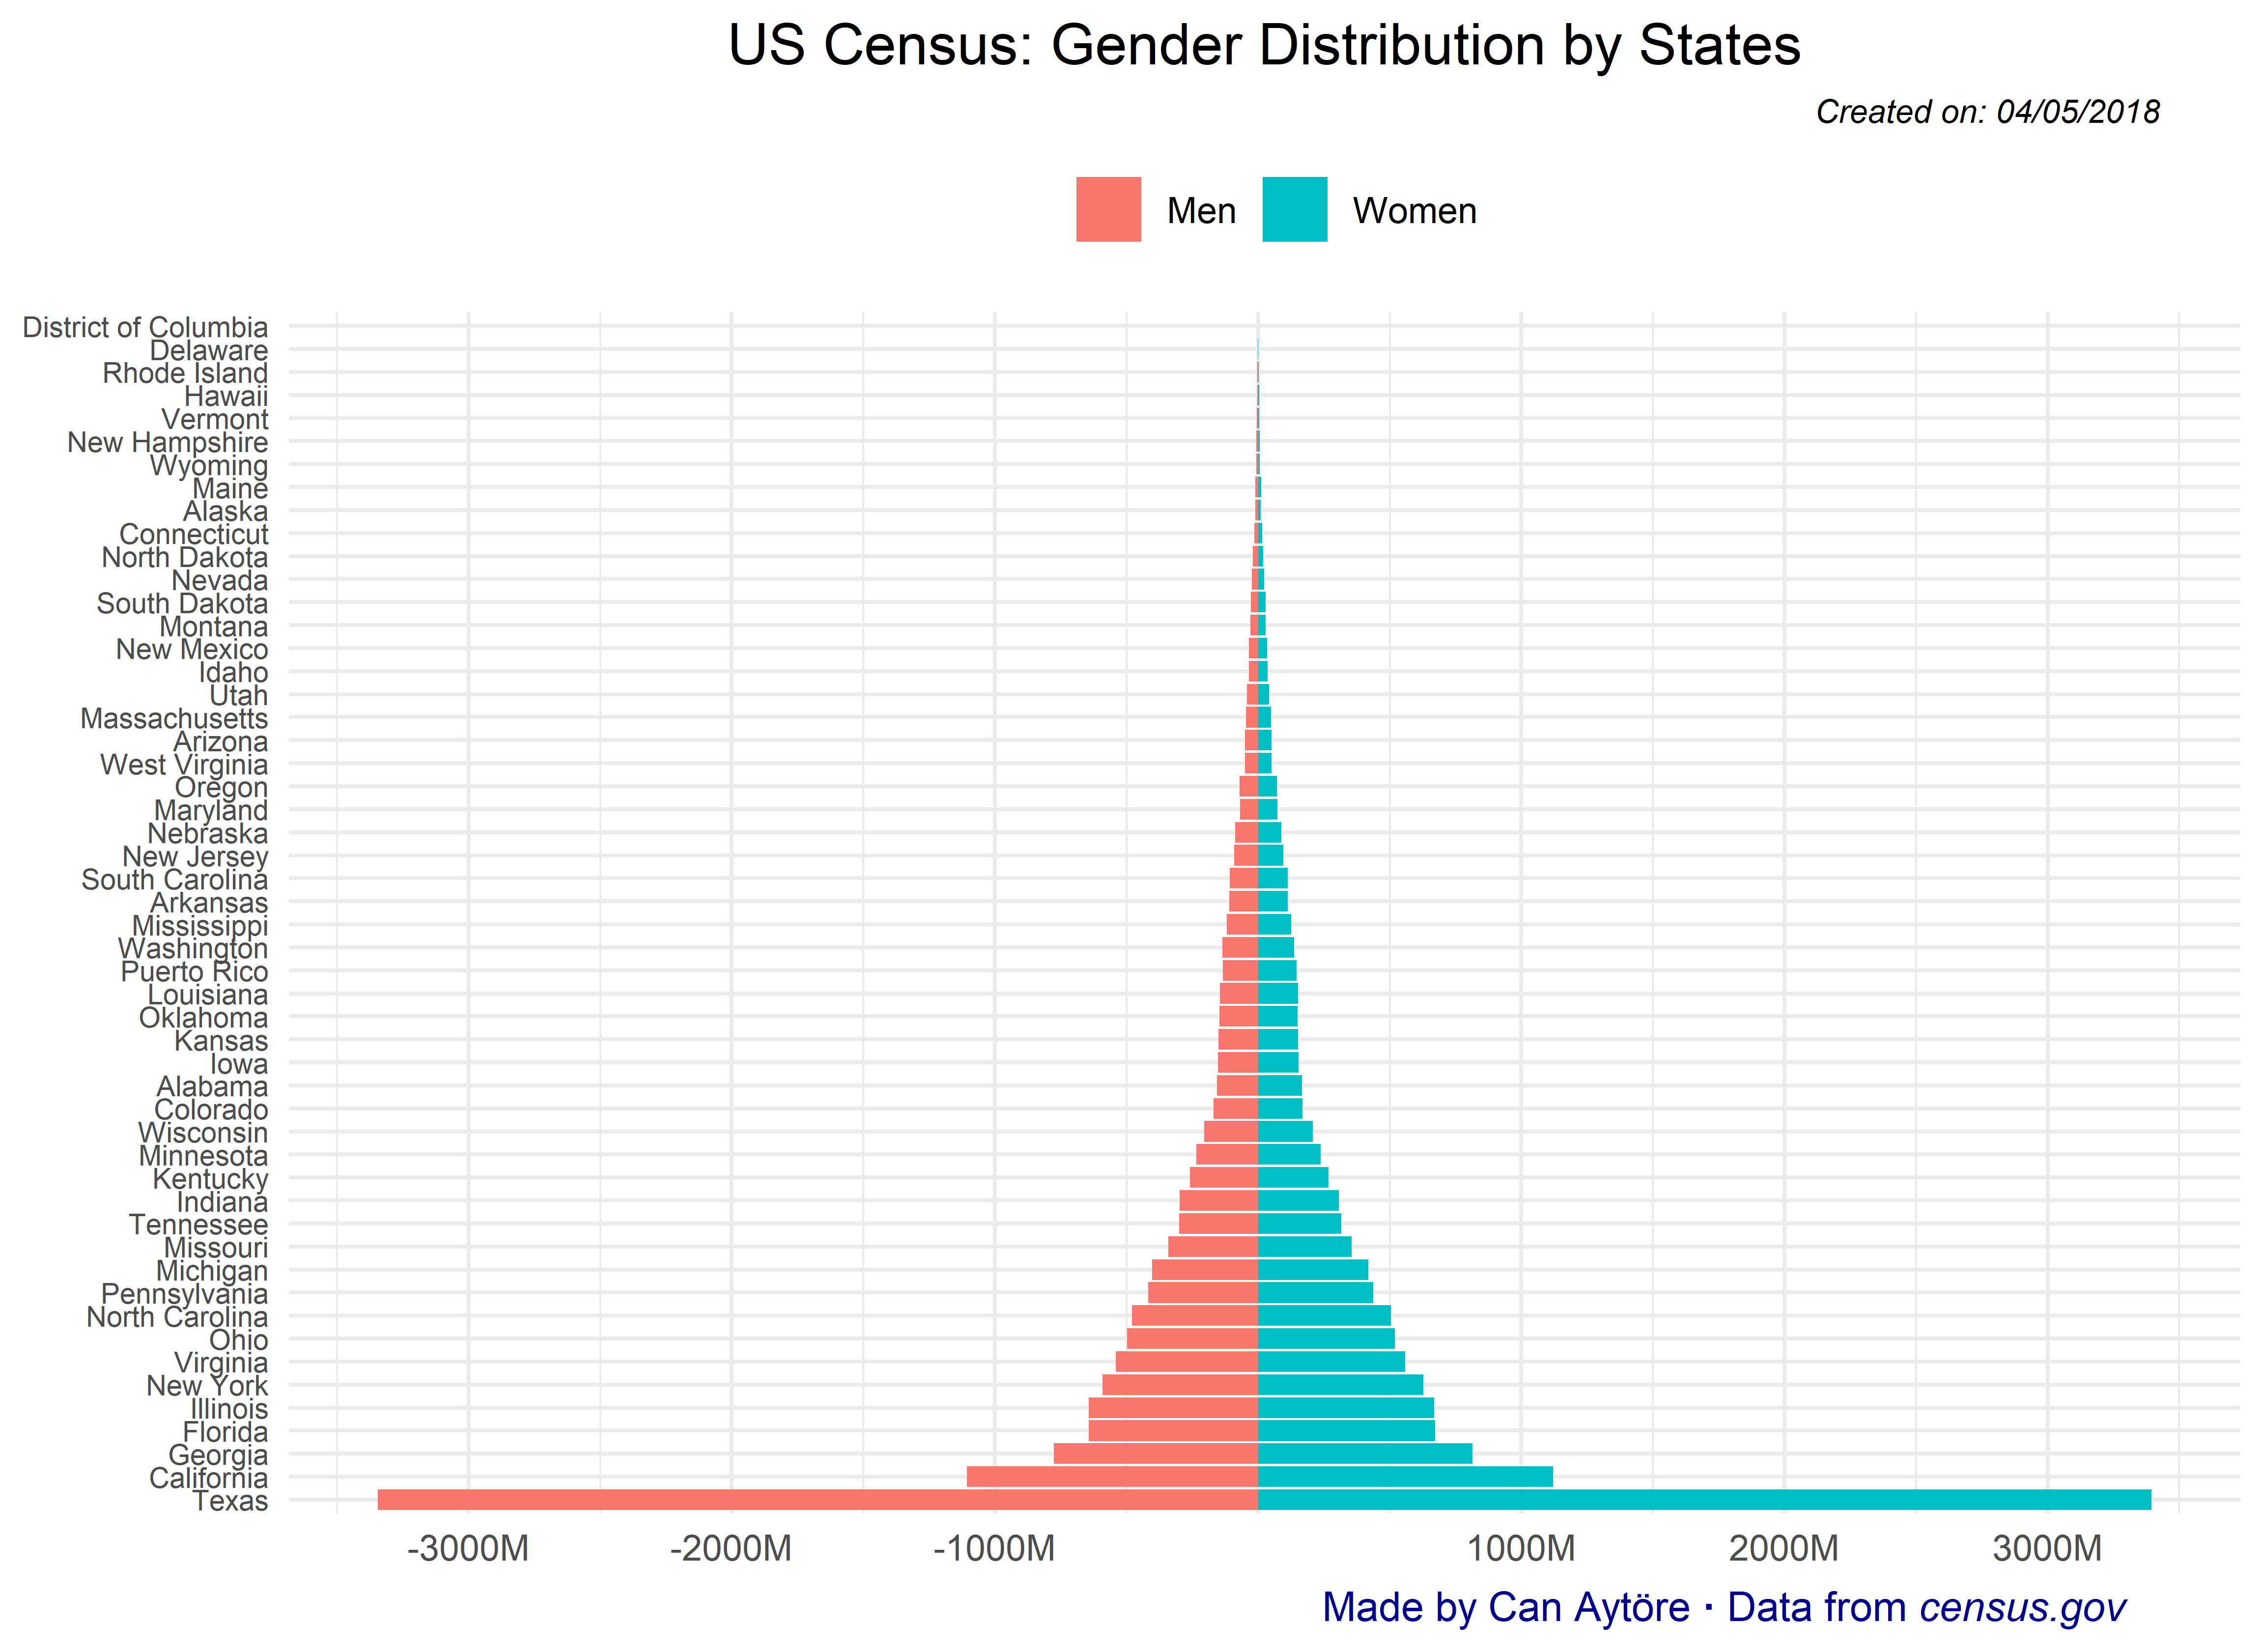 US Census: Gender Distribution by States
Created on: 04/05/2018
Men Women
District of Columbia
Delaware
Rhode Island
Hawaii
Vermont
New Hampshire
Wyoming
Maine
Alaska
Connecticut
North Dakota
Nevada
South Dakota
Montana
New Mexico
Idaho
Utah
Massachusetts
Arizona
West Virginia
Oregon
Maryland
Nebraska
New Jersey
South Carolina
Arkansas
Mississippi
Washington
Puerto Rico
Louisiana
Oklahoma
Kansas
Iowa
Alabama
Colorado
Wisconsin
Minnesota
Kentucky
Indiana
Tennessee
Missouri
Michigan
Pennsylvania
North Carolina
Ohio
Virginia
New York
Illinois
Florida
Georgia
California
Texas
-3000M -2000M -1000M 1000M 2000M 3000M
Made by Can Aytöre · Data from census.gov